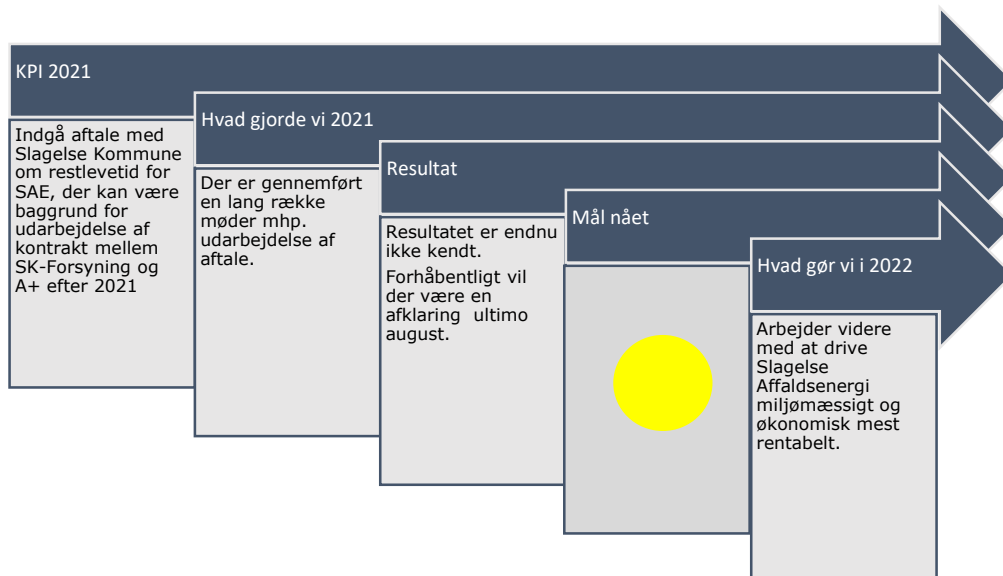 KPI 2021
Indgå aftale med
Slagelse Kommune
om restlevetid for
SAE, der kan være
baggrund for
udarbejdelse af
kontrakt mellem
SK-Forsyning og
A+ efter 2021
Hvad gjorde vi 2021
Der er gennemført
en lang række
møder mhp.
udarbejdelse af
aftale.
Resultat
Resultatet er endnu
ikke kendt.
Forhåbentligt vil
der være en
afklaring ultimo
august.
Mål nået
Hvad gør vi i 2022
Arbejder videre
med at drive
Slagelse
Affaldsenergi
miljømæssigt og
økonomisk mest
rentabelt.